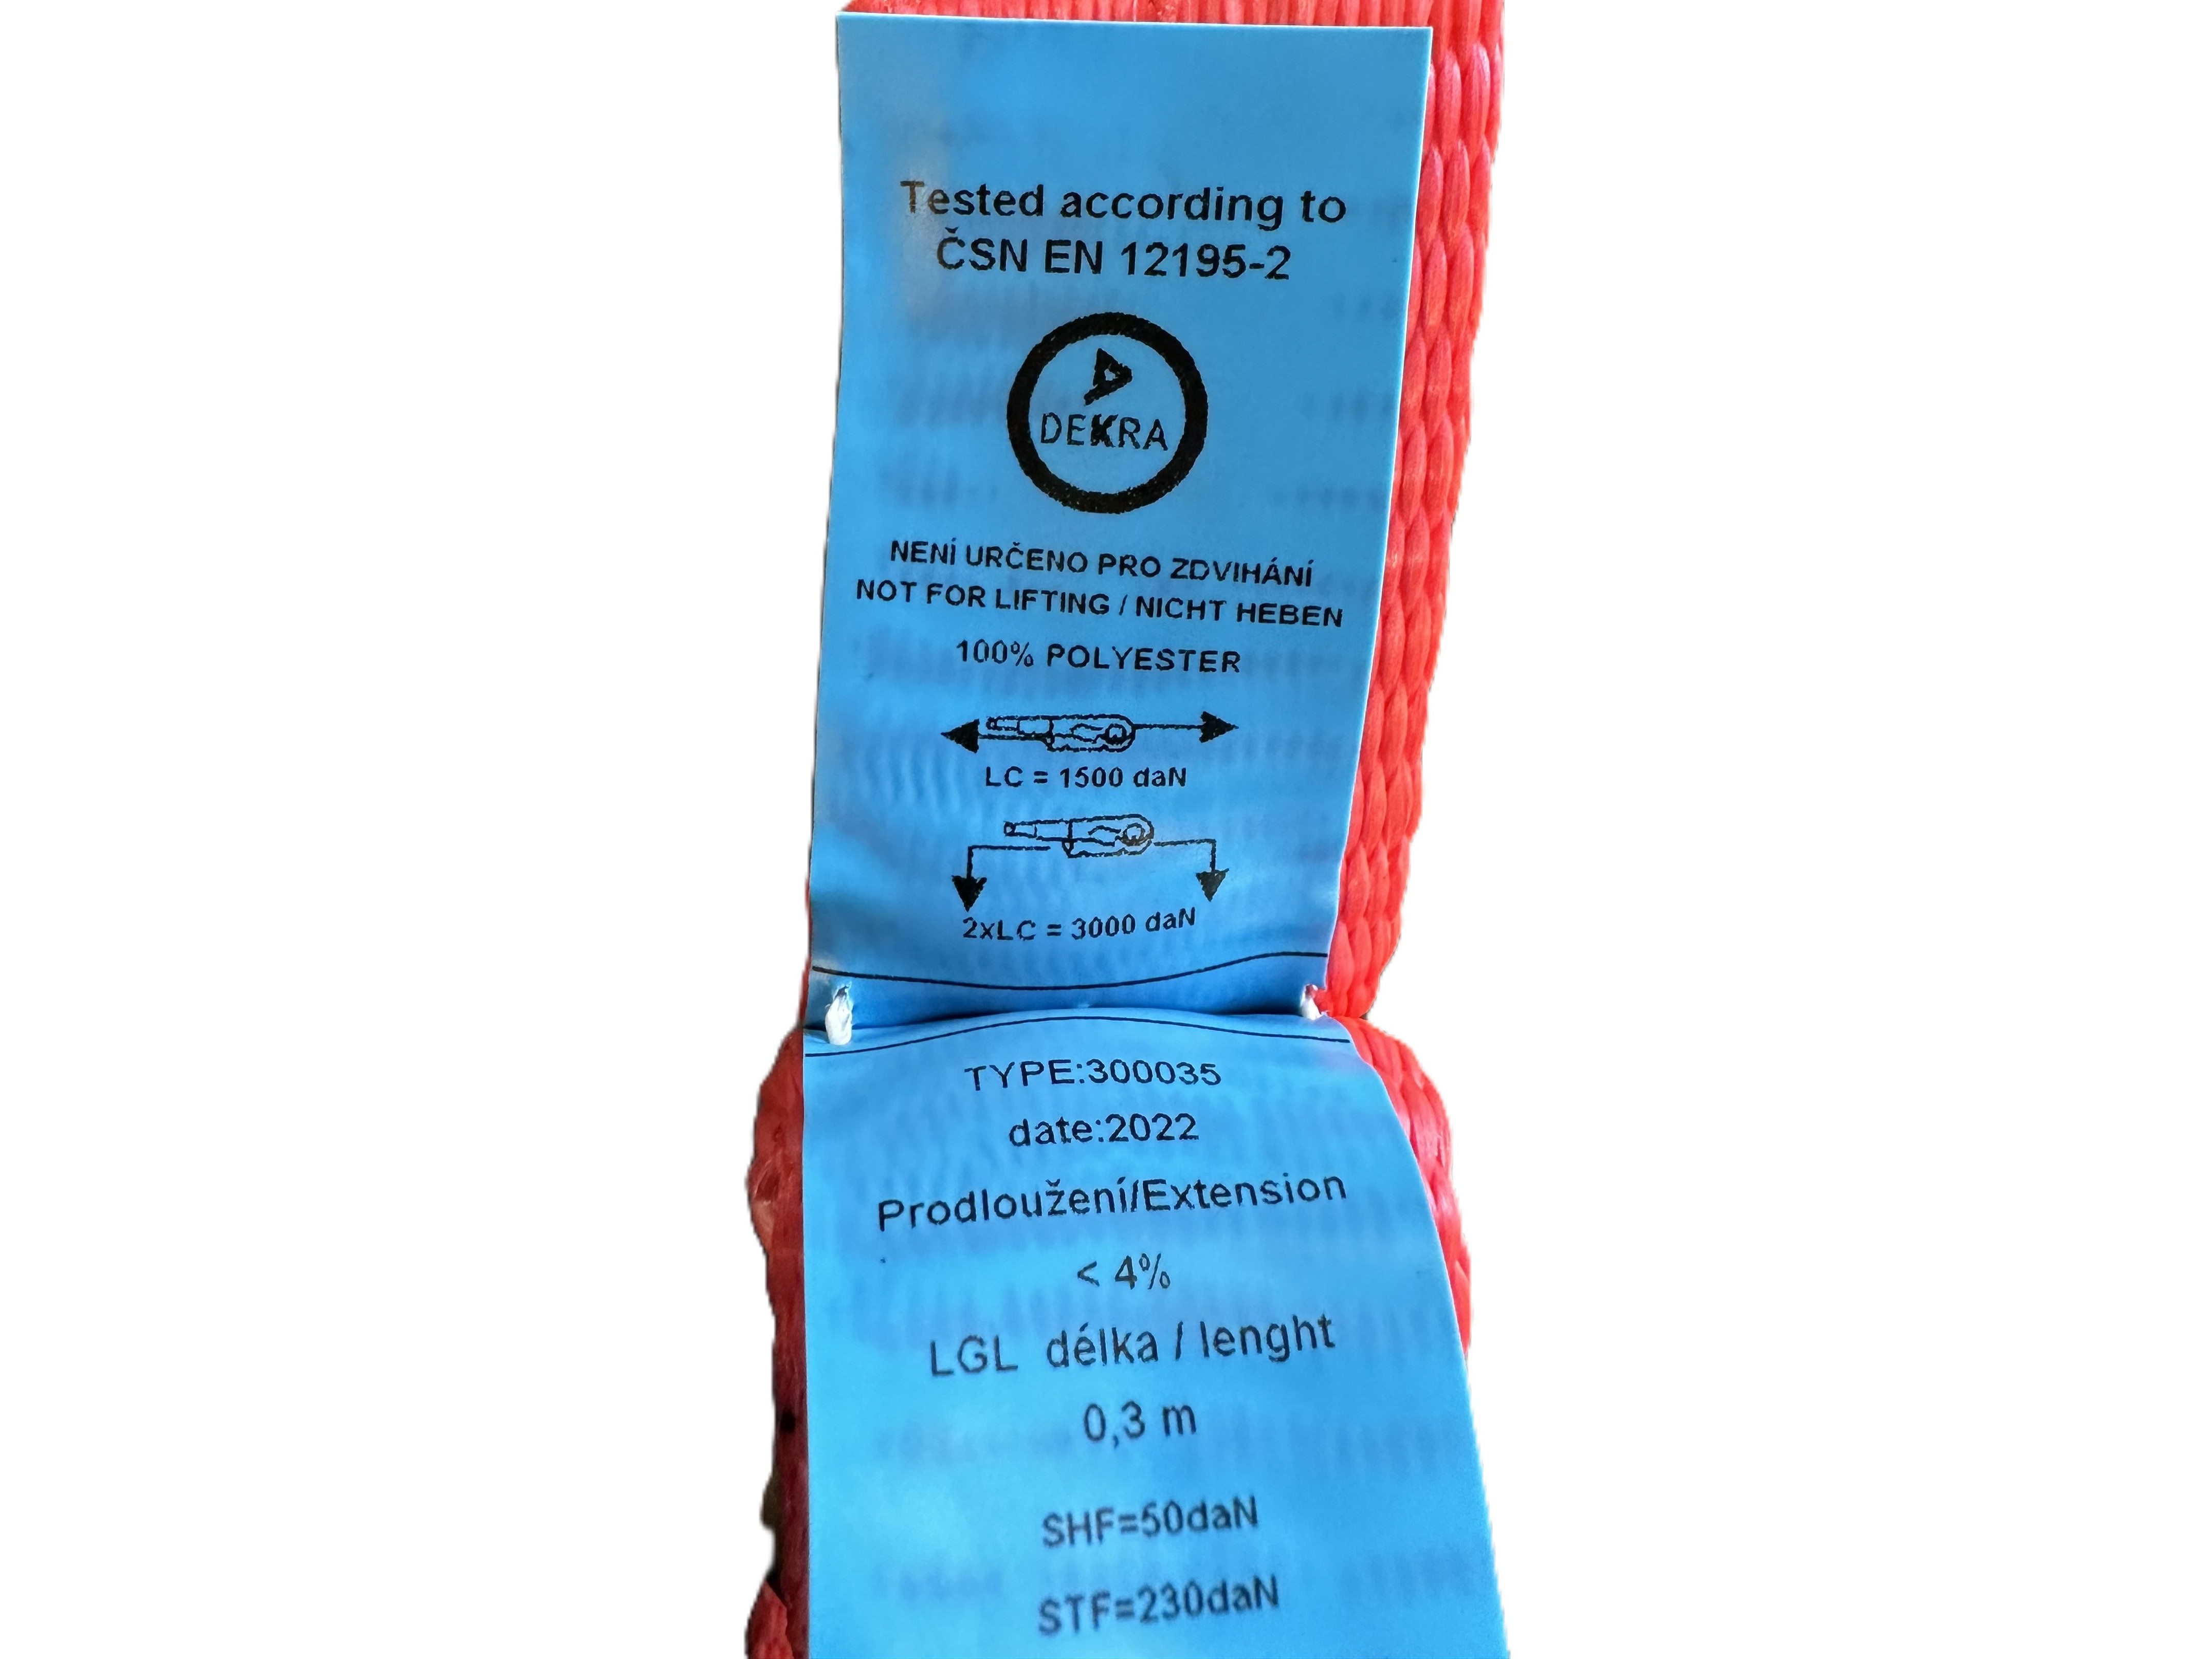 Tested according to
ČSN EN 12195-2
DEKRA
NENÍ URČENO PRO ZDVIHÁNÍ
NOT FOR LIFTING / NICHT HEBEN
100% POLYESTER
LC = 1500 daN
2xLC = 3000 daN
TYPE:300035
date:2022
Prodloužení/Extension
< 4%
LGL délka / lenght
0,3 m
SHF=50daN
STF=230daN